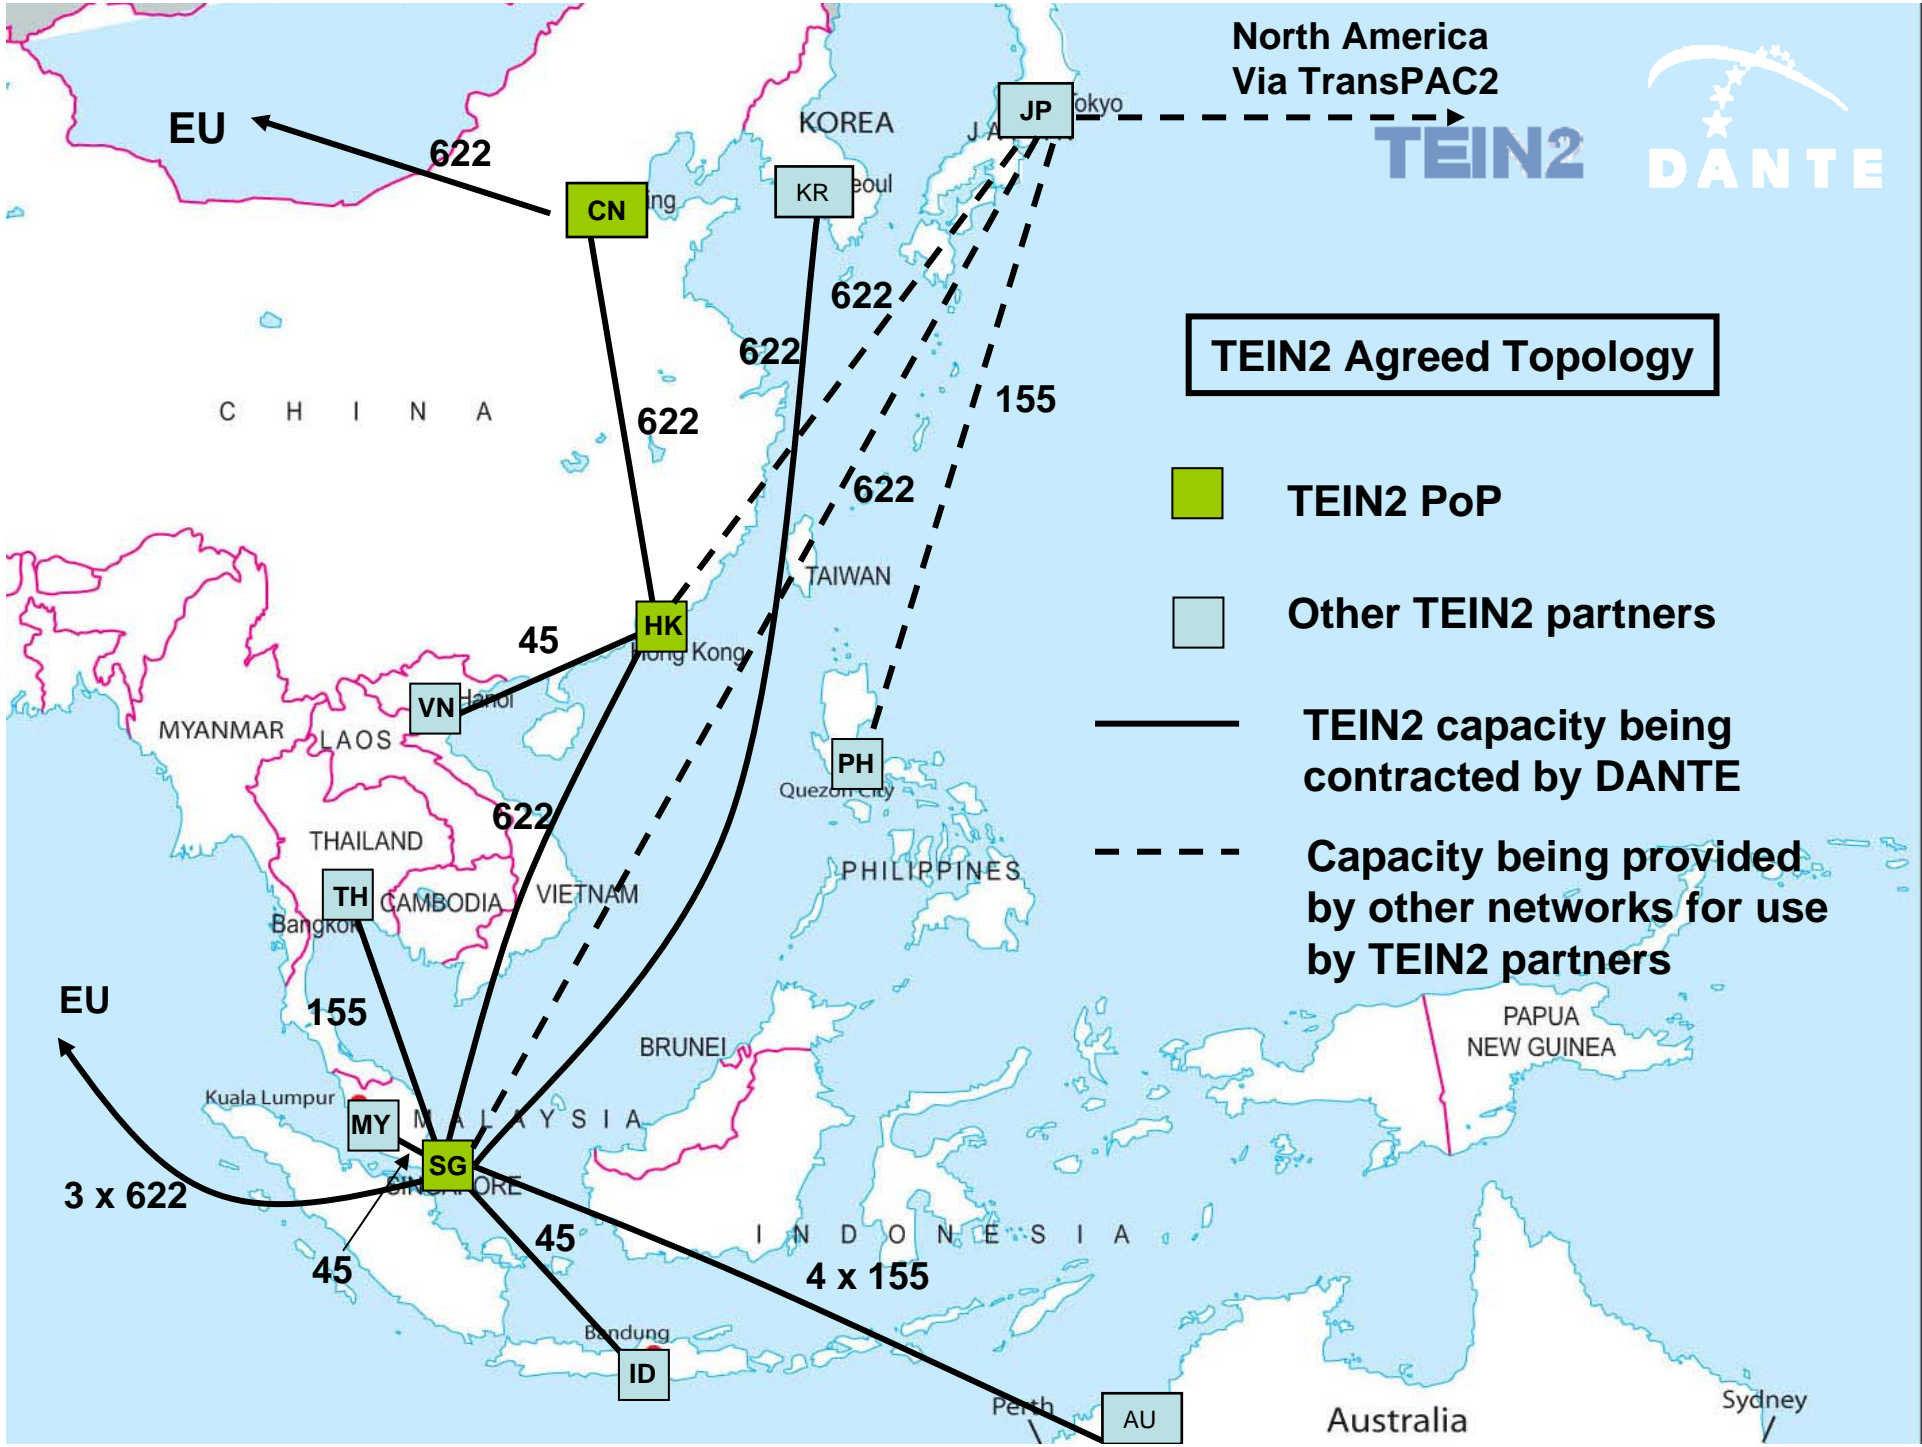 North America
Via TransPAC2
TEIN2
DANTE
EU
622
CN
ing
KOREA
KR
eoul
JP
okyo
J A
622
622
155
TEIN2 Agreed Topology
C H I N A
622
622
TEIN2 PoP
TAIWAN
Other TEIN2 partners
HK
Hong Kong
45
VN
Hanoi
MYANMAR
LAOS
TEIN2 capacity being
contracted by DANTE
PH
Quezon City
622
THAILAND
TH
CAMBODIA
VIETNAM
Bangkok
PHILIPPINES
Capacity being provided
by other networks for use
by TEIN2 partners
EU
155
BRUNEI
PAPUA
NEW GUINEA
Kuala Lumpur
MY
M A L A Y S I A
SG
SINGAPORE
3 x 622
45
45
I N D O N E S I A
4 x 155
Bandung
ID
Perth
AU
Australia
Sydney